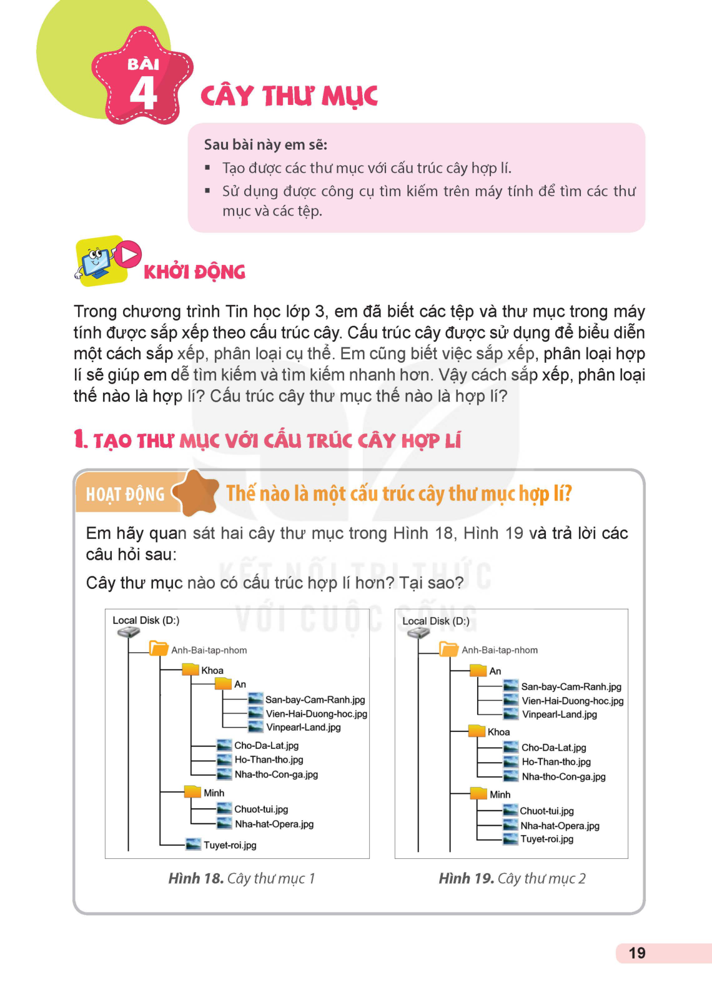 BÀI
4
CÂY THƯ MỤC
Sau bài này em sẽ:
▪ Tạo được các thư mục với cấu trúc cây hợp lí.
▪ Sử dụng được công cụ tìm kiếm trên máy tính để tìm các thư
mục và các tệp.
KHỞI ĐỘNG
Trong chương trình Tin học lớp 3, em đã biết các tệp và thư mục trong máy
tính được sắp xếp theo cấu trúc cây. Cấu trúc cây được sử dụng để biểu diễn
một cách sắp xếp, phân loại cụ thể. Em cũng biết việc sắp xếp, phân loại hợp
lí sẽ giúp em dễ tìm kiếm và tìm kiếm nhanh hơn. Vậy cách sắp xếp, phân loại
thế nào là hợp lí? Cấu trúc cây thư mục thế nào là hợp lí?
1. TẠO THƯ MỤC VỚI CẤU TRÚC CÂY HỢP LÍ
HOẠT ĐỘNG Thế nào là một cấu trúc cây thư mục hợp lí?
Em hãy quan sát hai cây thư mục trong Hình 18, Hình 19 và trả lời các
câu hỏi sau:
Cây thư mục nào có cấu trúc hợp lí hơn? Tại sao?
KẾT NỐI TRI THỨC
VỚI CUỘC SỐNG
Local Disk (D:)
Anh-Bai-tap-nhom
Khoa
An
San-bay-Cam-Ranh.jpg
Vien-Hai-Duong-hoc.jpg
Vinpearl-Land.jpg
Cho-Da-Lat.jpg
Ho-Than-tho.jpg
Nha-tho-Con-ga.jpg
Minh
Chuot-tui.jpg
Nha-hat-Opera.jpg
Tuyet-roi.jpg
Hình 18. Cây thư mục 1
Local Disk (D:)
Anh-Bai-tap-nhom
An
San-bay-Cam-Ranh.jpg
Vien-Hai-Duong-hoc.jpg
Vinpearl-Land.jpg
Khoa
Cho-Da-Lat.jpg
Ho-Than-tho.jpg
Nha-tho-Con-ga.jpg
Minh
Chuot-tui.jpg
Nha-hat-Opera.jpg
Tuyet-roi.jpg
Hình 19. Cây thư mục 2
19